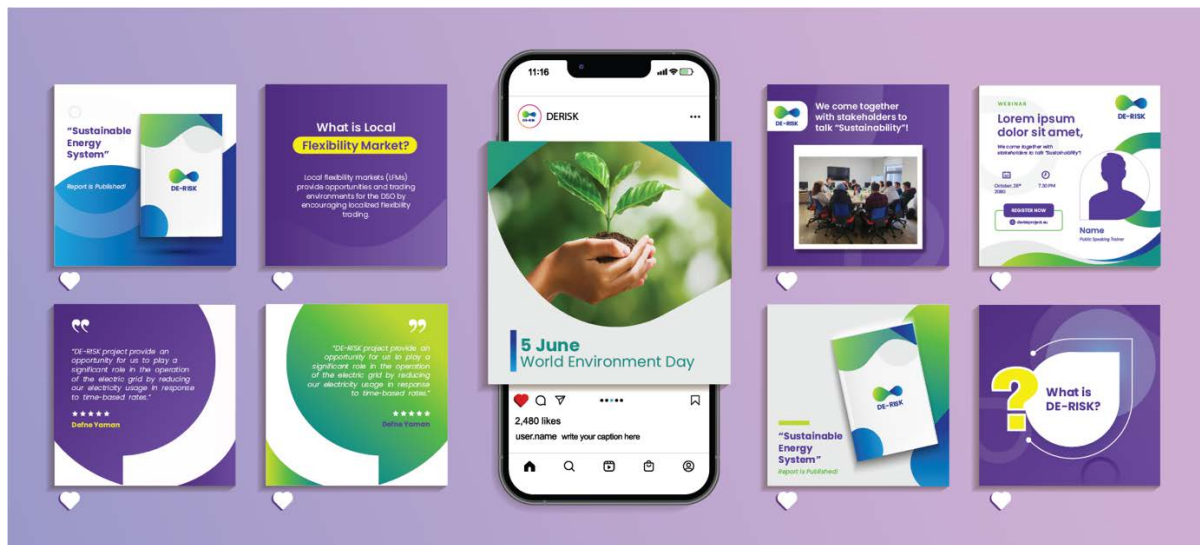 “Sustainable
Energy
System”
Report is Published!
DE-RISK
What is Local
Flexibility Market?
Local flexibility markets (LFMs)
provide opportunities and trading
environments for the DSO by
encouraging localized flexibility
trading.
“DE-RISK project provide an
opportunity for us to play a
significant role in the operation
of the electric grid by reducing
our electricity usage in response
to time-based rates.”
★★★★★
Defne Yaman
“DE-RISK project provide an
opportunity for us to play a
significant role in the operation
of the electric grid by reducing
our electricity usage in response
to time-based rates.”
★★★★★
Defne Yaman
11:16
DE-RISK
DERISK
5 June
World Environment Day
2,480 likes
user.name write your caption here
DE-RISK
We come together
with stakeholders to
talk “Sustainability”!
WEBINAR
DE-RISK
Lorem ipsum
dolor sit amet,
We come together with
stakeholders to talk “Sustainability”!
October, 25th
2080
7.30 PM
REGISTER NOW
deriskproject.eu
Name
Public Speaking Trainer
DE-RISK
“Sustainable
Energy
System”
Report is Published!
?
What is
DE-RISK?